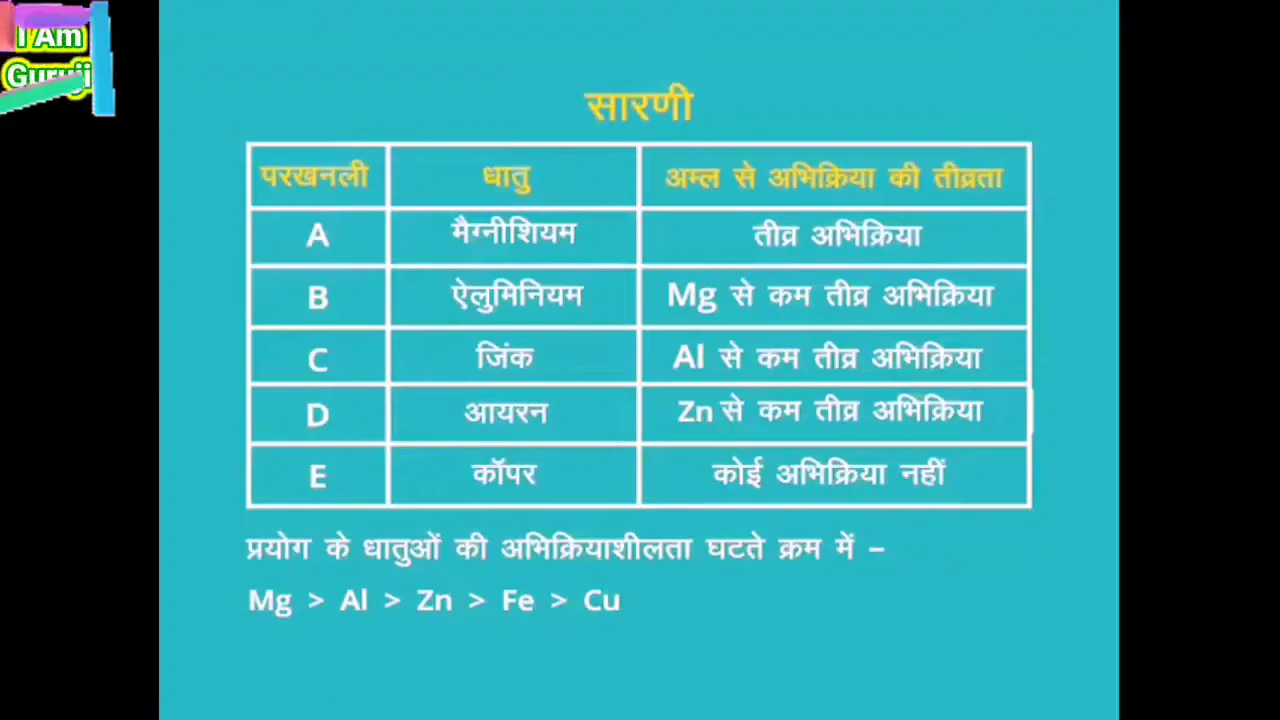 I Am
Guruji
सारणी
परखनली धातु अम्ल से अभिक्रिया की तीव्रता
A मैग्नीशियम तीव्र अभिक्रिया
B ऐलुमिनियम Mg से कम तीव्र अभिक्रिया
C जिंक Al से कम तीव्र अभिक्रिया
D आयरन Zn से कम तीव्र अभिक्रिया
E कॉपर कोई अभिक्रिया नहीं
प्रयोग के धातुओं की अभिक्रियाशीलता घटते क्रम में –
Mg > Al > Zn > Fe > Cu